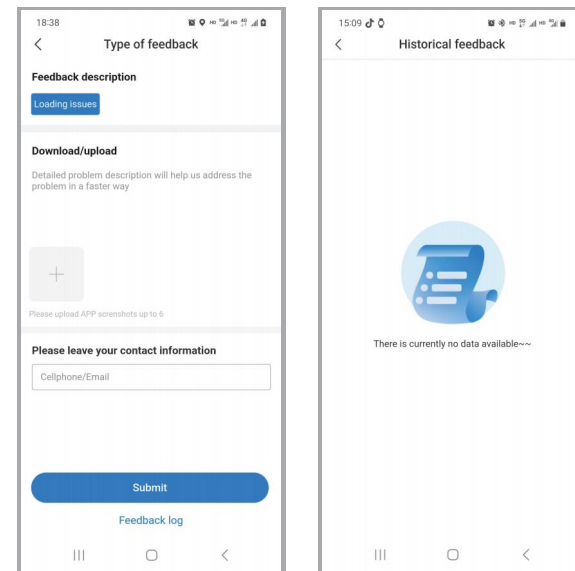 18:38
Type of feedback
Feedback description
Loading issues
Download/upload
Detailed problem description will help us address the
problem in a faster way
Please upload APP screnshots up to 6
Please leave your contact information
Cellphone/Email
Submit
Feedback log
15:09
Historical feedback
There is currently no data available~~